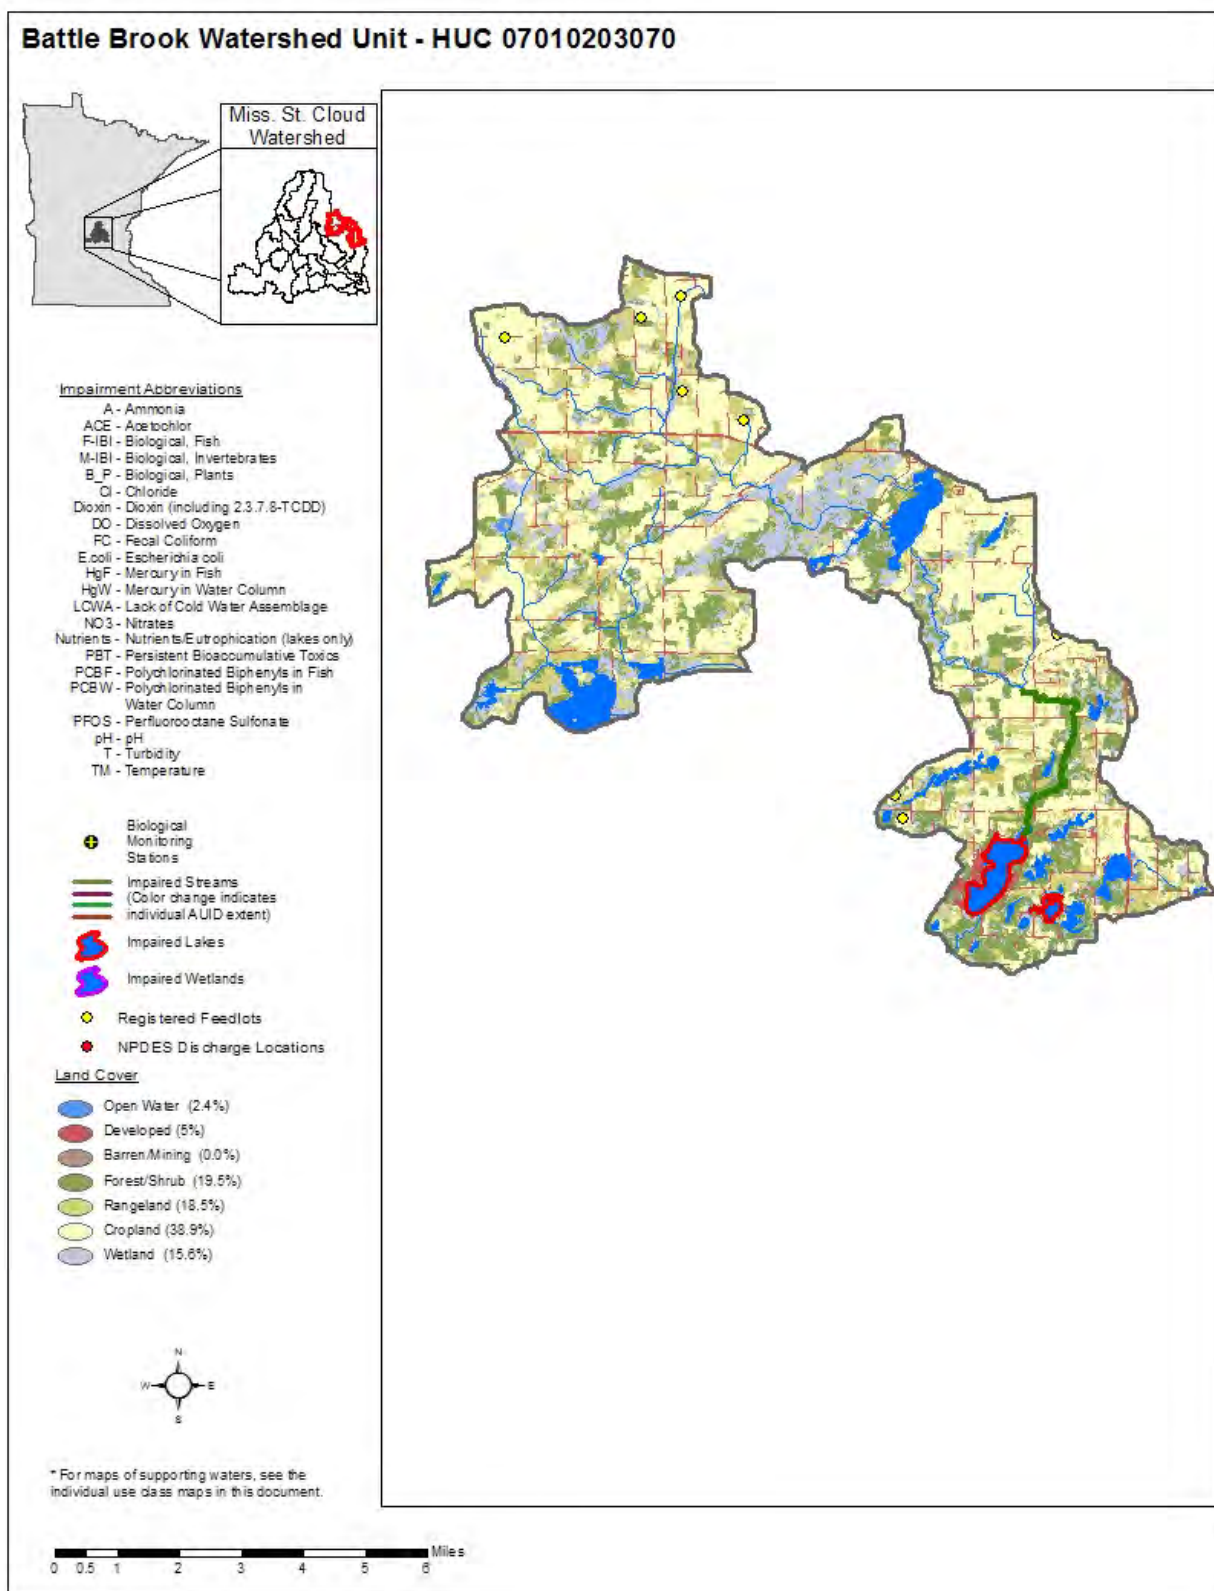 Battle Brook Watershed Unit - HUC 07010203070
Miss. St. Cloud
Watershed
Impairment Abbreviations
A - Ammonia
ACE - Acetochlor
F-IBI - Biological, Fish
M-IBI - Biological, Invertebrates
B_P - Biological, Plants
Cl - Chloride
Dioxin - Dioxin (including 2.3.7.8-TCDD)
DO - Dissolved Oxygen
FC - Fecal Coliform
E.coli - Escherichia coli
HgF - Mercury in Fish
HgW - Mercury in Water Column
LCWA - Lack of Cold Water Assemblage
NO3 - Nitrates
Nutrients - Nutrients/Eutrophication (lakes only)
PBT - Persistent Bioaccumulative Toxics
PCBF - Polychlorinated Biphenyls in Fish
PCBW - Polychlorinated Biphenyls in
Water Column
PFOS - Perfluorooctane Sulfonate
pH - pH
T - Turbidity
TM - Temperature
Biological
Monitoring
Stations
Impaired Streams
(Color change indicates
individual AUID extent)
Impaired Lakes
Impaired Wetlands
Registered Feedlots
NPDES Discharge Locations
Land Cover
Open Water (2.4%)
Developed (5%)
Barren/Mining (0.0%)
Forest/Shrub (19.5%)
Rangeland (18.5%)
Cropland (38.9%)
Wetland (15.6%)
N
W E
S
* For maps of supporting waters, see the
individual use class maps in this document.
Miles
0 0.5 1 2 3 4 5 6